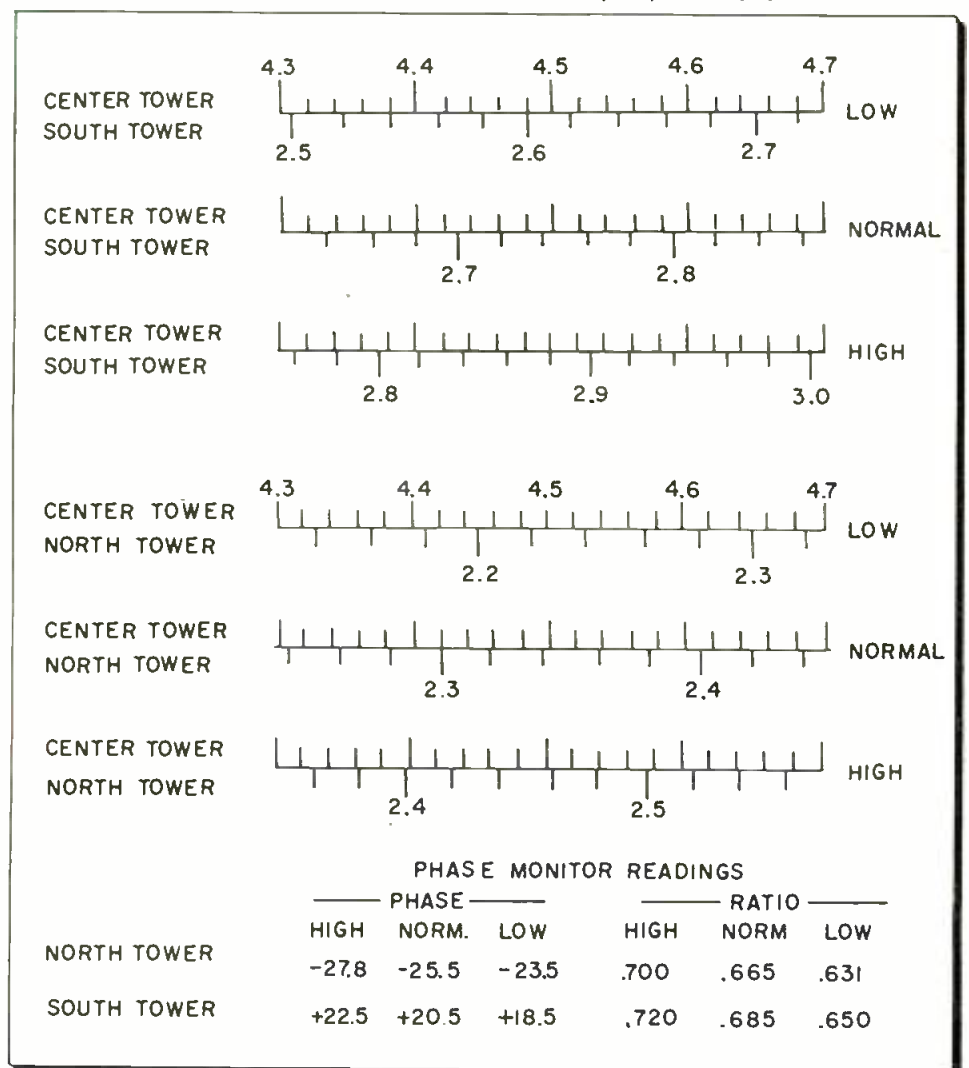 4.3 4.4 4.5 4.6 4.7
CENTER TOWER
SOUTH TOWER
LOW
2.5 2.6 2.7
CENTER TOWER
SOUTH TOWER
NORMAL
2.7 2.8
CENTER TOWER
SOUTH TOWER
HIGH
2.8 2.9 3.0
4.3 4.4 4.5 4.6 4.7
CENTER TOWER
NORTH TOWER
LOW
2.2 2.3
CENTER TOWER
NORTH TOWER
NORMAL
2.3 2.4
CENTER TOWER
NORTH TOWER
HIGH
2.4 2.5
PHASE MONITOR READINGS
PHASE RATIO
HIGH NORM. LOW HIGH NORM LOW
NORTH TOWER -27.8 -25.5 -23.5 .700 .665 .631
SOUTH TOWER +22.5 +20.5 +18.5 .720 .685 .650